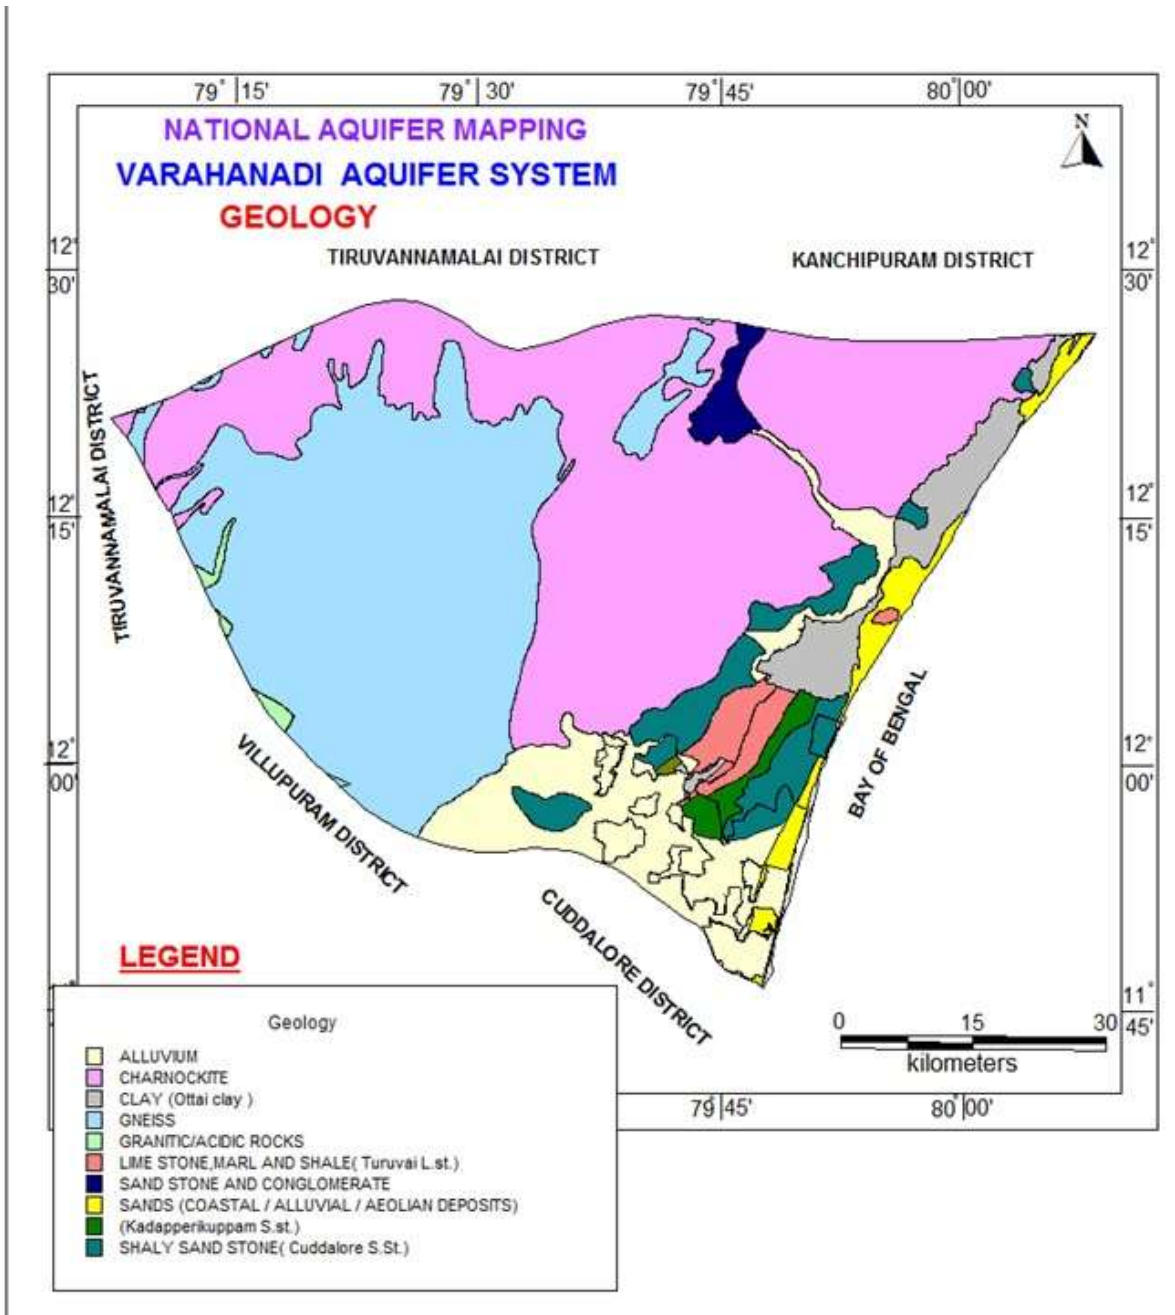 79° 15' 79° 30' 79° 45' 80° 00'
N
NATIONAL AQUIFER MAPPING
VARAHANADI AQUIFER SYSTEM
GEOLOGY
TIRUVANNAMALAI DISTRICT
KANCHIPURAM DISTRICT
12° 30'
12° 30'
TIRUVANNAMALAI DISTRICT
12° 15'
12° 15'
12° 00'
12° 00'
VILLUPURAM DISTRICT
BAY OF BENGAL
CUDDALORE DISTRICT
11° 45'
0 15 30
kilometers
79° 45' 80° 00'
LEGEND
Geology
ALLUVIUM
CHARNOCKITE
CLAY (Ottai clay )
GNEISS
GRANITIC/ACIDIC ROCKS
LIME STONE,MARL AND SHALE( Turuvai L.st.)
SAND STONE AND CONGLOMERATE
SANDS (COASTAL / ALLUVIAL / AEOLIAN DEPOSITS)
(Kadapperikuppam S.st.)
SHALY SAND STONE( Cuddalore S.St.)